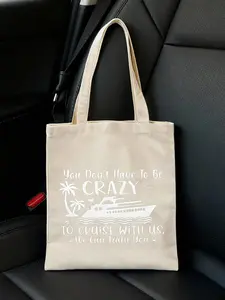 You Don't Have To Be
CRAZY
TO CRUISE WITH US,
We Can Train You